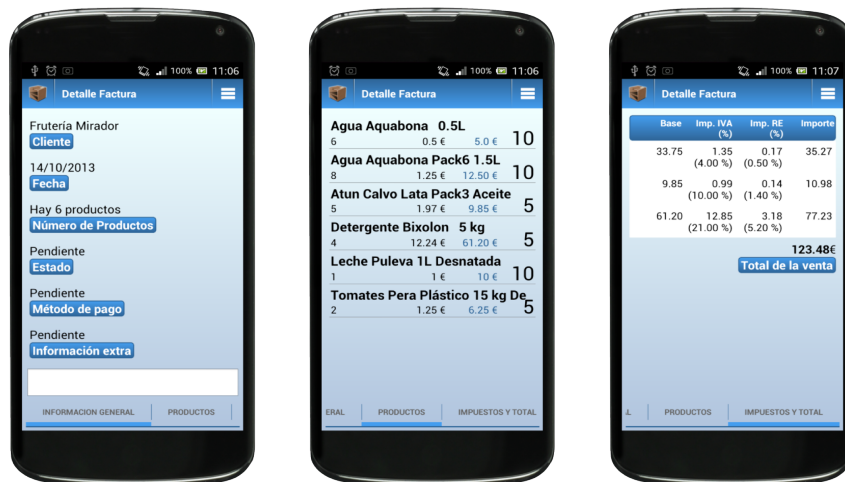 100% 11:06
Detalle Factura
Frutería Mirador
Cliente
14/10/2013
Fecha
Hay 6 productos
Número de Productos
Pendiente
Estado
Pendiente
Método de pago
Pendiente
Información extra
INFORMACION GENERAL PRODUCTOS
100% 11:06
Detalle Factura
Agua Aquabona 0.5L
6 0.5 € 5.0 € 10
Agua Aquabona Pack6 1.5L
8 1.25 € 12.50 € 10
Atun Calvo Lata Pack3 Aceite
5 1.97 € 9.85 € 5
Detergente Bixolon 5 kg
4 12.24 € 61.20 € 5
Leche Puleva 1L Desnatada
1 1 € 10 € 10
Tomates Pera Plástico 15 kg De
2 1.25 € 6.25 € 5
ERAL PRODUCTOS IMPUESTOS Y TOTAL
100% 11:07
Detalle Factura
Base Imp. IVA Imp. RE Importe
(%) (%)
33.75 1.35 0.17 35.27
(4.00 %) (0.50 %)
9.85 0.99 0.14 10.98
(10.00 %) (1.40 %)
61.20 12.85 3.18 77.23
(21.00 %) (5.20 %)
123.48€
Total de la venta
L PRODUCTOS IMPUESTOS Y TOTAL